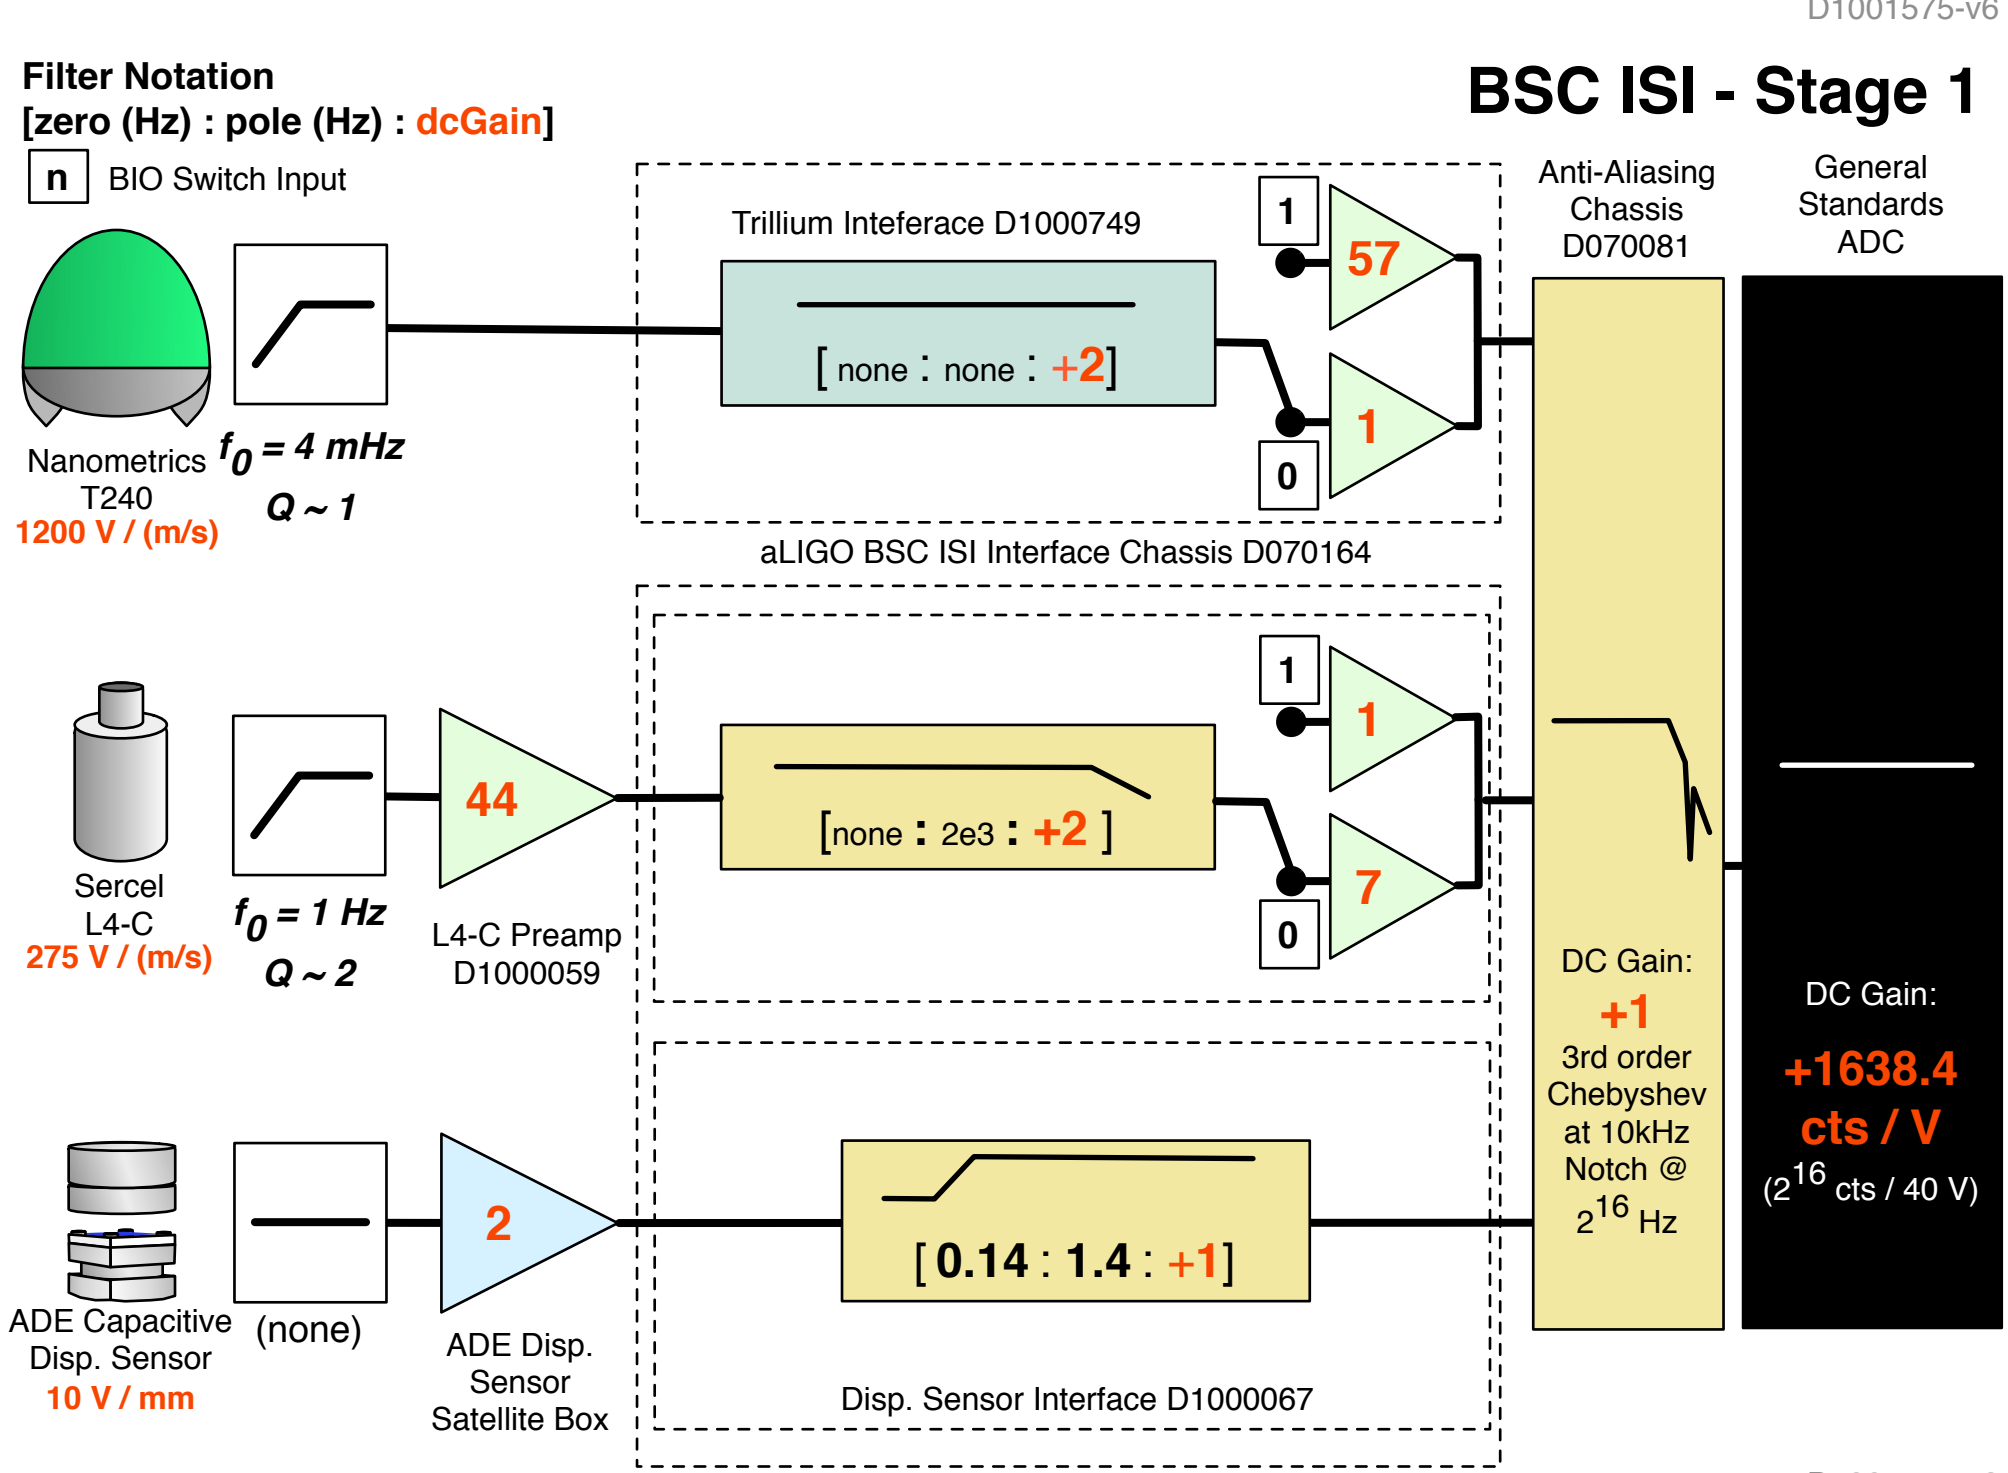 D1001575-v6
Filter Notation
[zero (Hz) : pole (Hz) : dcGain]
n BIO Switch Input
BSC ISI - Stage 1
Anti-Aliasing
Chassis
D070081
General
Standards
ADC
Trillium Inteferace D1000749
[ none : none : +2]
1
57
1
0
Nanometrics
T240
1200 V / (m/s)
f0 = 4 mHz
Q ~ 1
aLIGO BSC ISI Interface Chassis D070164
44
[none : 2e3 : +2 ]
1
1
7
0
Sercel
L4-C
275 V / (m/s)
f0 = 1 Hz
Q ~ 2
L4-C Preamp
D1000059
DC Gain:
+1
3rd order
Chebyshev
at 10kHz
Notch @
2^16 Hz
DC Gain:
+1638.4
cts / V
(2^16 cts / 40 V)
2
[ 0.14 : 1.4 : +1]
ADE Capacitive
Disp. Sensor
10 V / mm
(none)
ADE Disp.
Sensor
Satellite Box
Disp. Sensor Interface D1000067